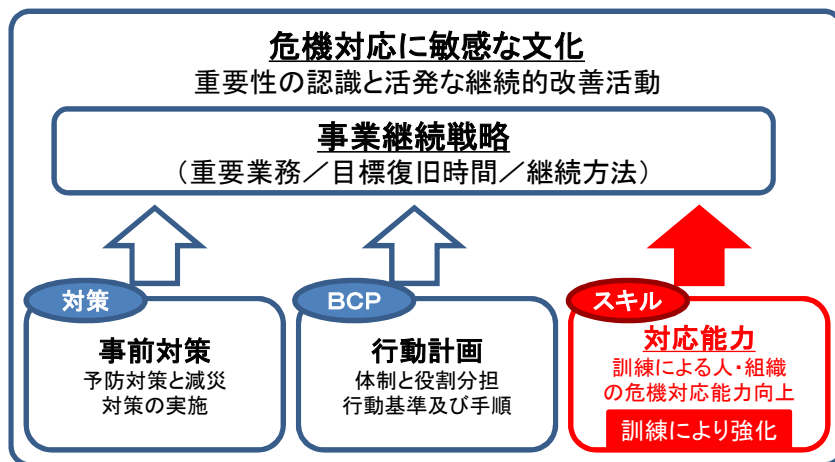 危機対応に敏感な文化
重要性の認識と活発な継続的改善活動
事業継続戦略
（重要業務／目標復旧時間／継続方法）
対策
事前対策
予防対策と減災
対策の実施
ＢＣＰ
行動計画
体制と役割分担
行動基準及び手順
スキル
対応能力
訓練による人・組織
の危機対応能力向上
訓練により強化